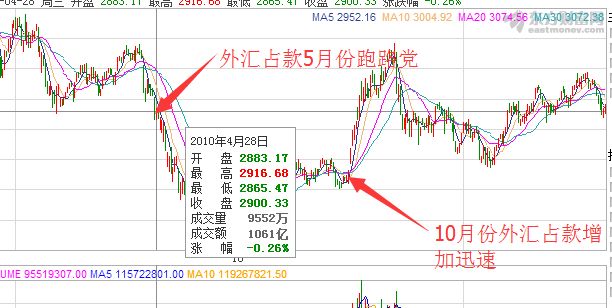 -04-28 周三 开盘 2883.17 最高 2916.68 最低 2865.47 收盘 2900.33 涨跌幅 -0.26%
MA5 2952.16 MA10 3004.92 MA20 3074.56 MA30 3072.38
eastmoney.com
外汇占款5月份跑跑党
2010年4月28日
开 盘 2883.17
最 高 2916.68
最 低 2865.47
收 盘 2900.33
成交量 9552万
成交额 1061亿
涨 幅 -0.26%
10月份外汇占款增
加迅速
10
UME 95519307.00 MA5 115722801.00 MA10 119267821.50